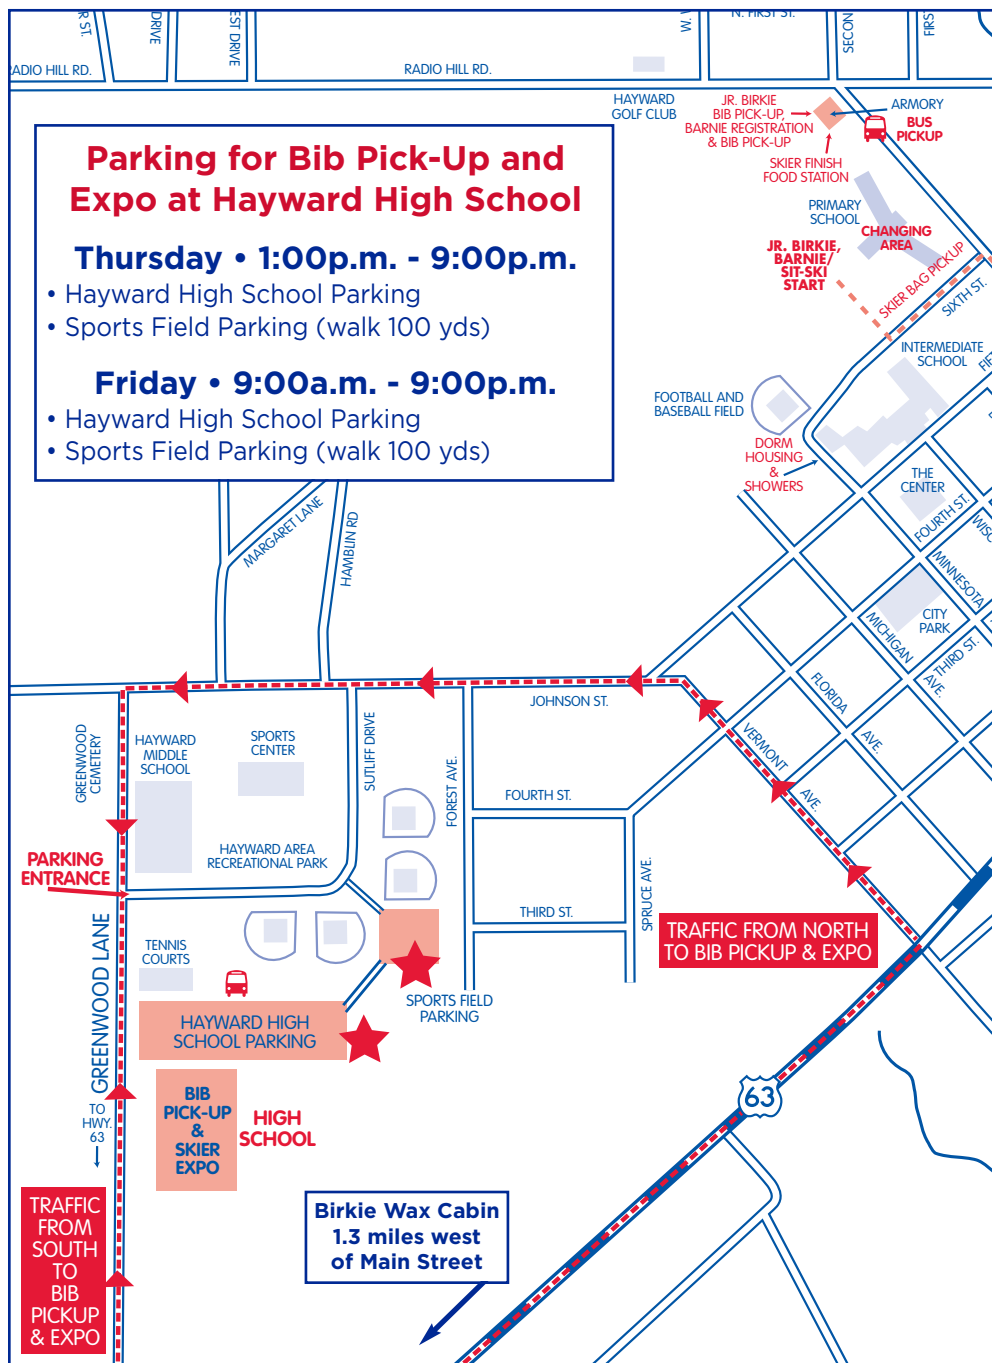 R ST.
DRIVE
EST DRIVE
W. W
N. FIRST ST.
SECON
FIRS
RADIO HILL RD.
RADIO HILL RD.
HAYWARD
GOLF CLUB
JR. BIRKIE
BIB PICK-UP,
BARNIE REGISTRATION
& BIB PICK-UP
ARMORY
BUS
PICKUP
SKIER FINISH
FOOD STATION
PRIMARY
SCHOOL
CHANGING
AREA
JR. BIRKIE,
BARNIE/
SIT-SKI
START
SKIER BAG PICKUP
SIXTH ST.
INTERMEDIATE
SCHOOL
FIF
Parking for Bib Pick-Up and
Expo at Hayward High School
Thursday • 1:00p.m. - 9:00p.m.
• Hayward High School Parking
• Sports Field Parking (walk 100 yds)
Friday • 9:00a.m. - 9:00p.m.
• Hayward High School Parking
• Sports Field Parking (walk 100 yds)
FOOTBALL AND
BASEBALL FIELD
DORM
HOUSING
&
SHOWERS
THE
CENTER
FOURTH ST.
WISC
MINNESOTA
AVE.
CITY
PARK
MICHIGAN
THIRD ST.
FLORIDA
AVE.
MARGARET LANE
HAMBLIN RD
JOHNSON ST.
VERMONT
AVE.
GREENWOOD
CEMETERY
HAYWARD
MIDDLE
SCHOOL
SPORTS
CENTER
SUTLIFF DRIVE
FOREST AVE.
FOURTH ST.
HAYWARD AREA
RECREATIONAL PARK
PARKING
ENTRANCE
SPRUCE AVE.
THIRD ST.
TRAFFIC FROM NORTH
TO BIB PICKUP & EXPO
TENNIS
COURTS
GREENWOOD LANE
SPORTS FIELD
PARKING
HAYWARD HIGH
SCHOOL PARKING
63
TO
HWY.
63
BIB
PICK-UP
&
SKIER
EXPO
HIGH
SCHOOL
TRAFFIC
FROM
SOUTH
TO
BIB
PICKUP
& EXPO
Birkie Wax Cabin
1.3 miles west
of Main Street